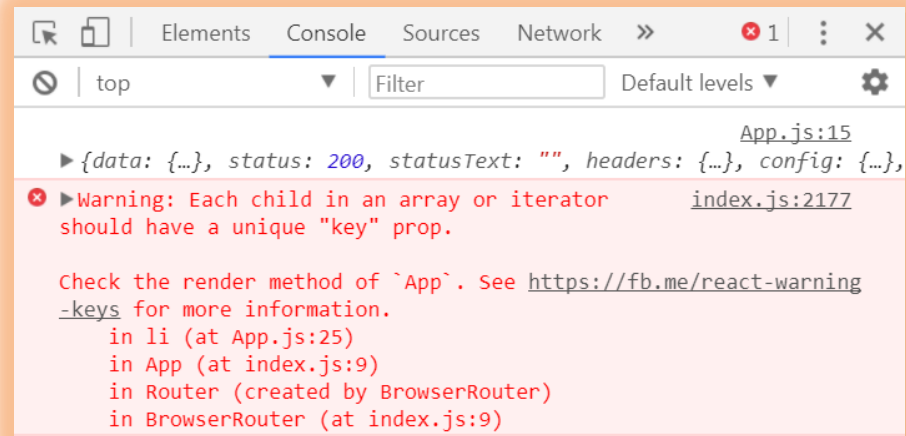 Elements Console Sources Network » 1
top ▼ Filter Default levels ▼
App.js:15
▶{data: {…}, status: 200, statusText: "", headers: {…}, config: {…},
▶Warning: Each child in an array or iterator index.js:2177
should have a unique "key" prop.
Check the render method of `App`. See https://fb.me/react-warning
-keys for more information.
in li (at App.js:25)
in App (at index.js:9)
in Router (created by BrowserRouter)
in BrowserRouter (at index.js:9)